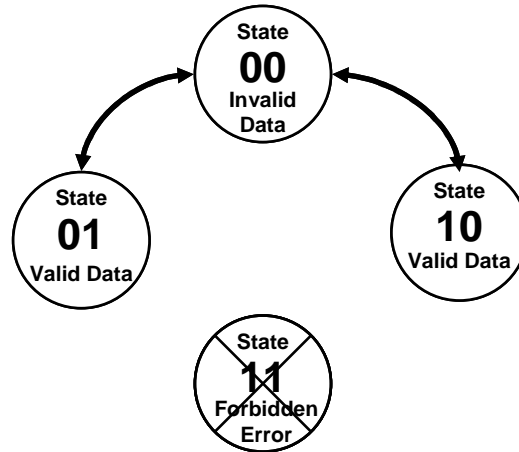 State
00
Invalid
Data
State
01
Valid Data
State
10
Valid Data
State
11
Forbidden
Error